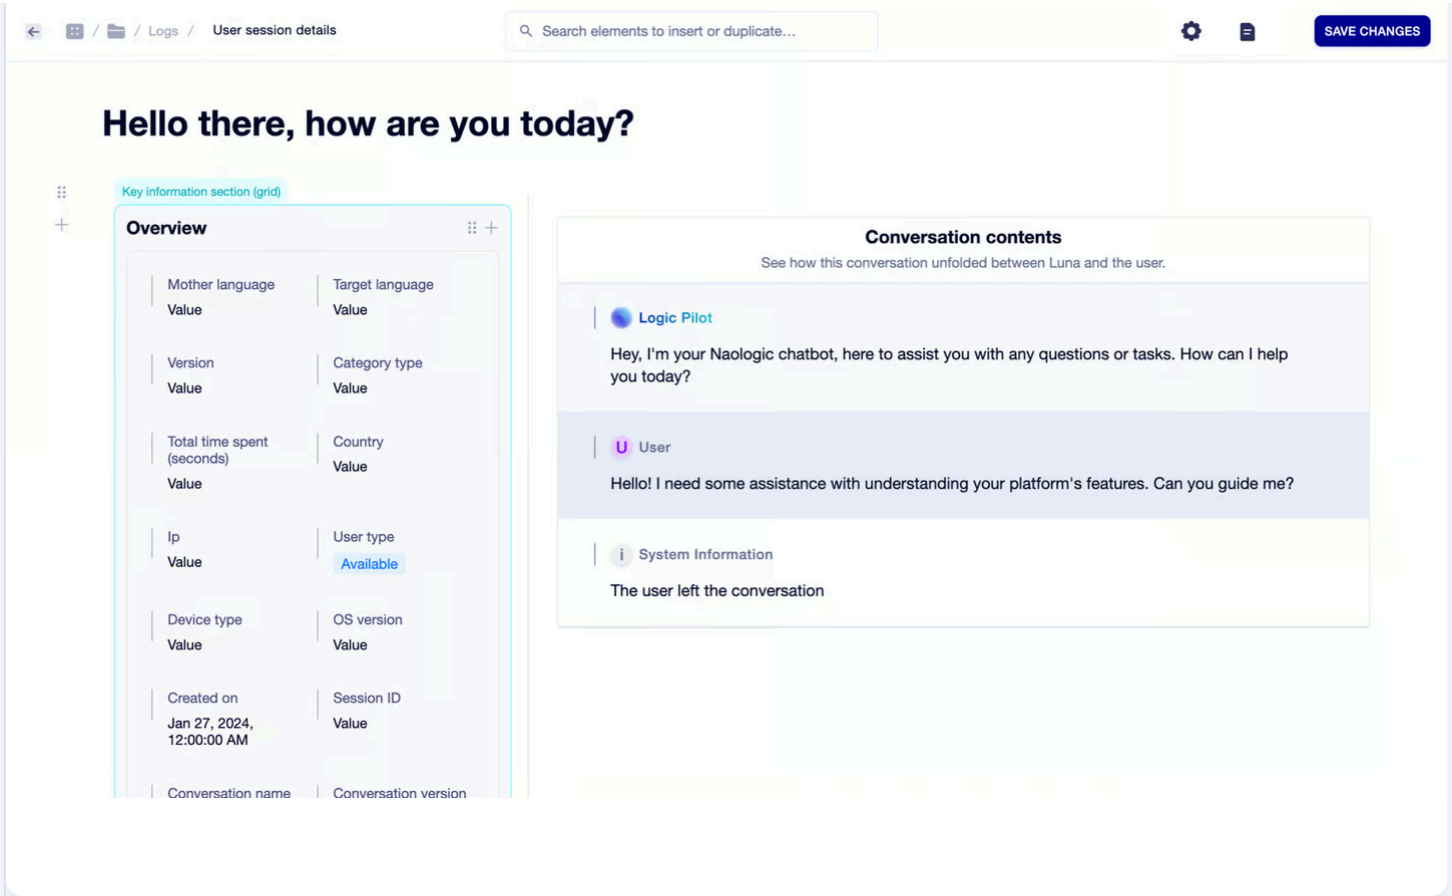 / / Logs / User session details
Search elements to insert or duplicate...
SAVE CHANGES
Hello there, how are you today?
Key information section (grid)
Overview
Mother language
Value
Target language
Value
Version
Value
Category type
Value
Total time spent
(seconds)
Value
Country
Value
Ip
Value
User type
Available
Device type
Value
OS version
Value
Created on
Jan 27, 2024,
12:00:00 AM
Session ID
Value
Conversation name
Conversation version
Conversation contents
See how this conversation unfolded between Luna and the user.
Logic Pilot
Hey, I'm your Naologic chatbot, here to assist you with any questions or tasks. How can I help
you today?
U User
Hello! I need some assistance with understanding your platform's features. Can you guide me?
i System Information
The user left the conversation